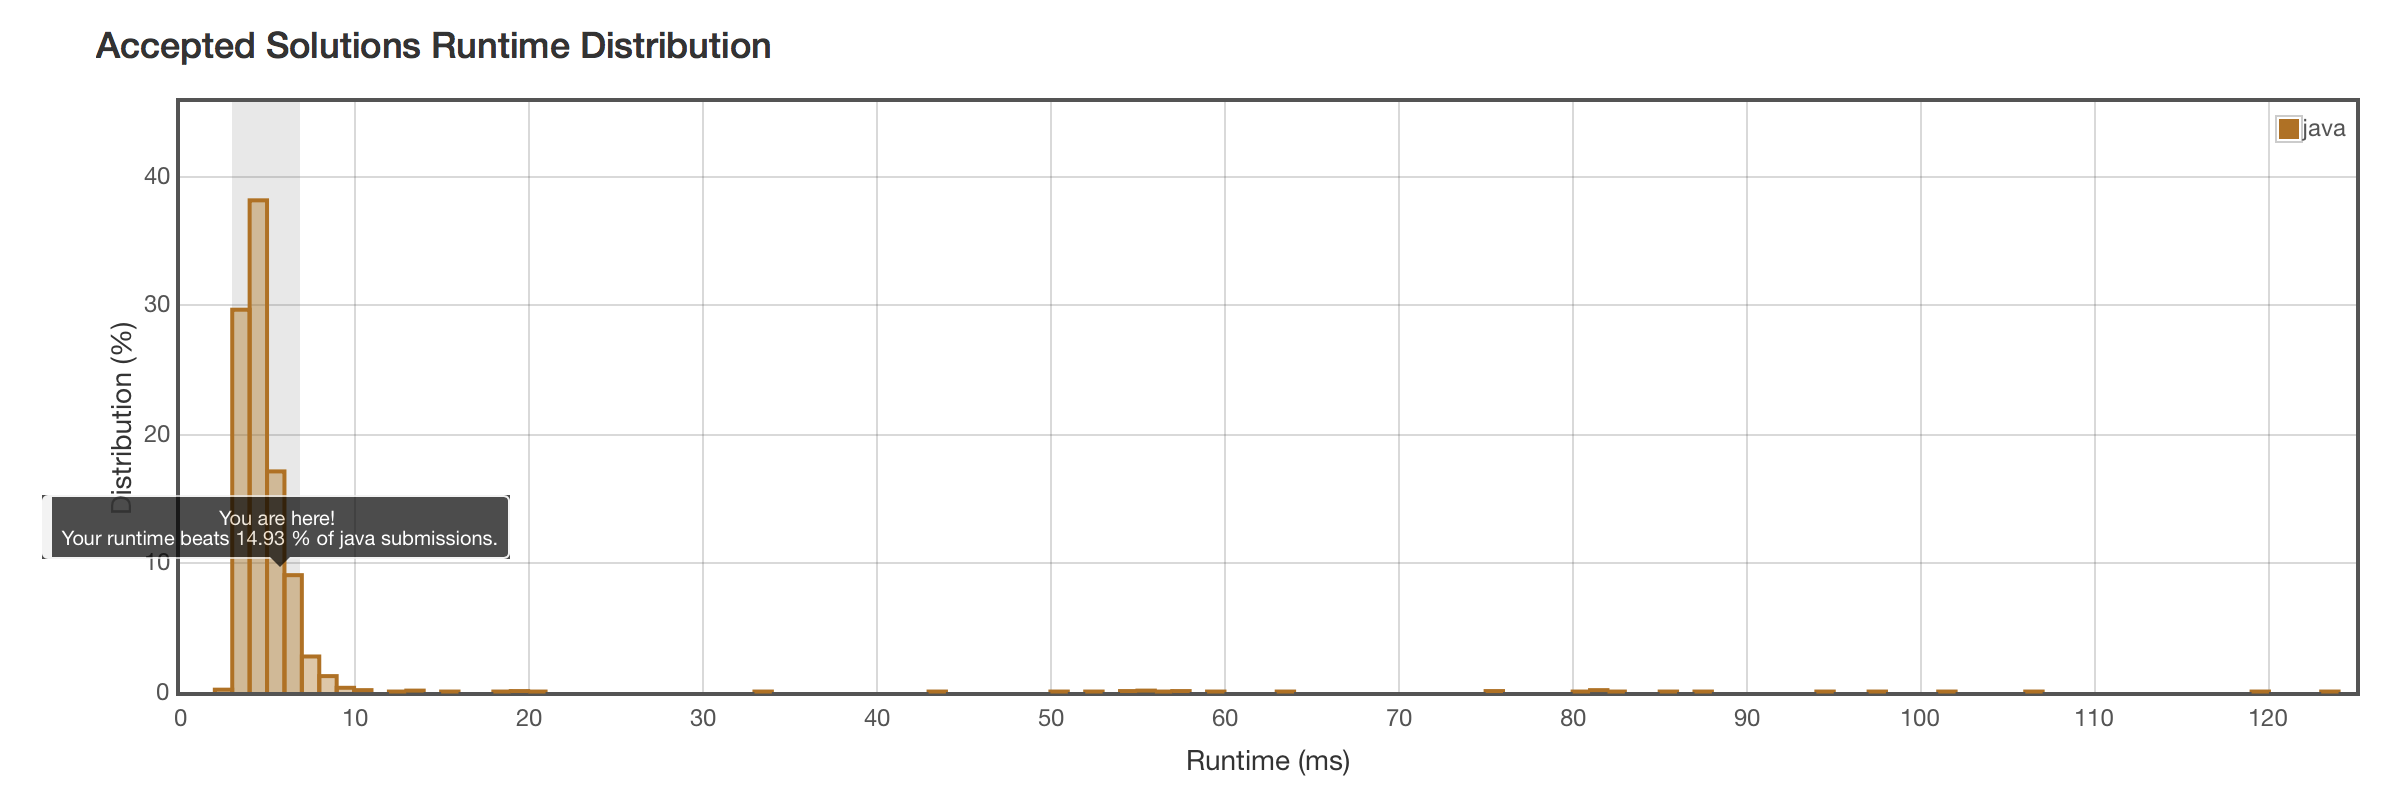 Accepted Solutions Runtime Distribution
java
40
30
20
10
0
Distribution (%)
You are here!
Your runtime beats 14.93 % of java submissions.
0 10 20 30 40 50 60 70 80 90 100 110 120
Runtime (ms)